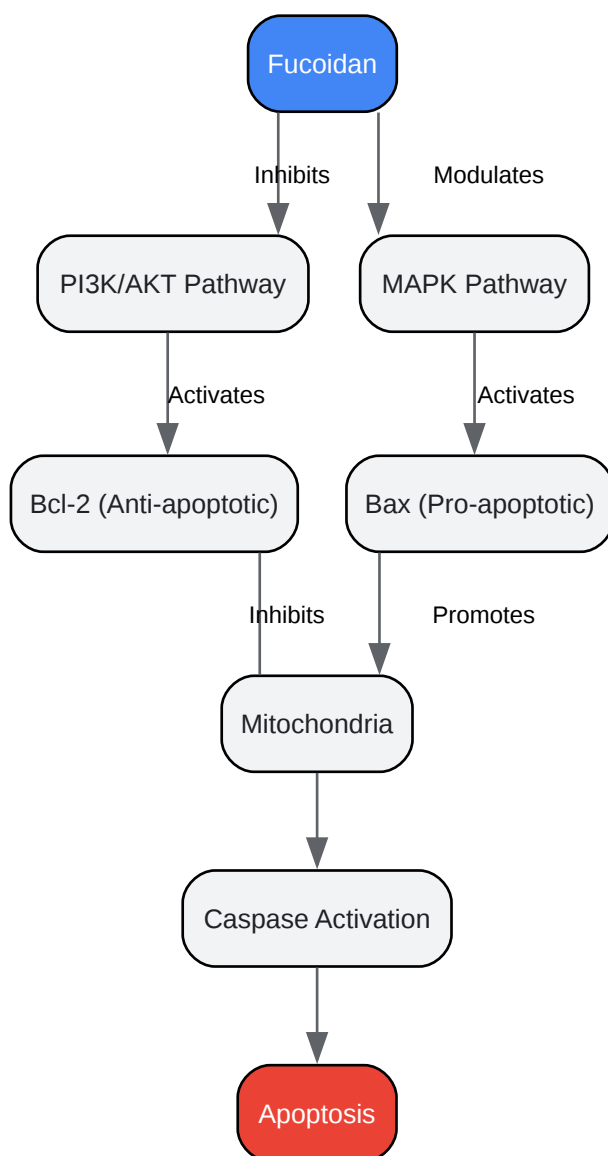 Fucoidan
Inhibits
Modulates
PI3K/AKT Pathway
MAPK Pathway
Activates
Activates
Bcl-2 (Anti-apoptotic)
Bax (Pro-apoptotic)
Inhibits
Promotes
Mitochondria
Caspase Activation
Apoptosis